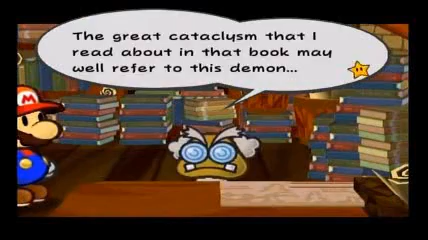 The great cataclysm that I
read about in that book may
well refer to this demon...
M